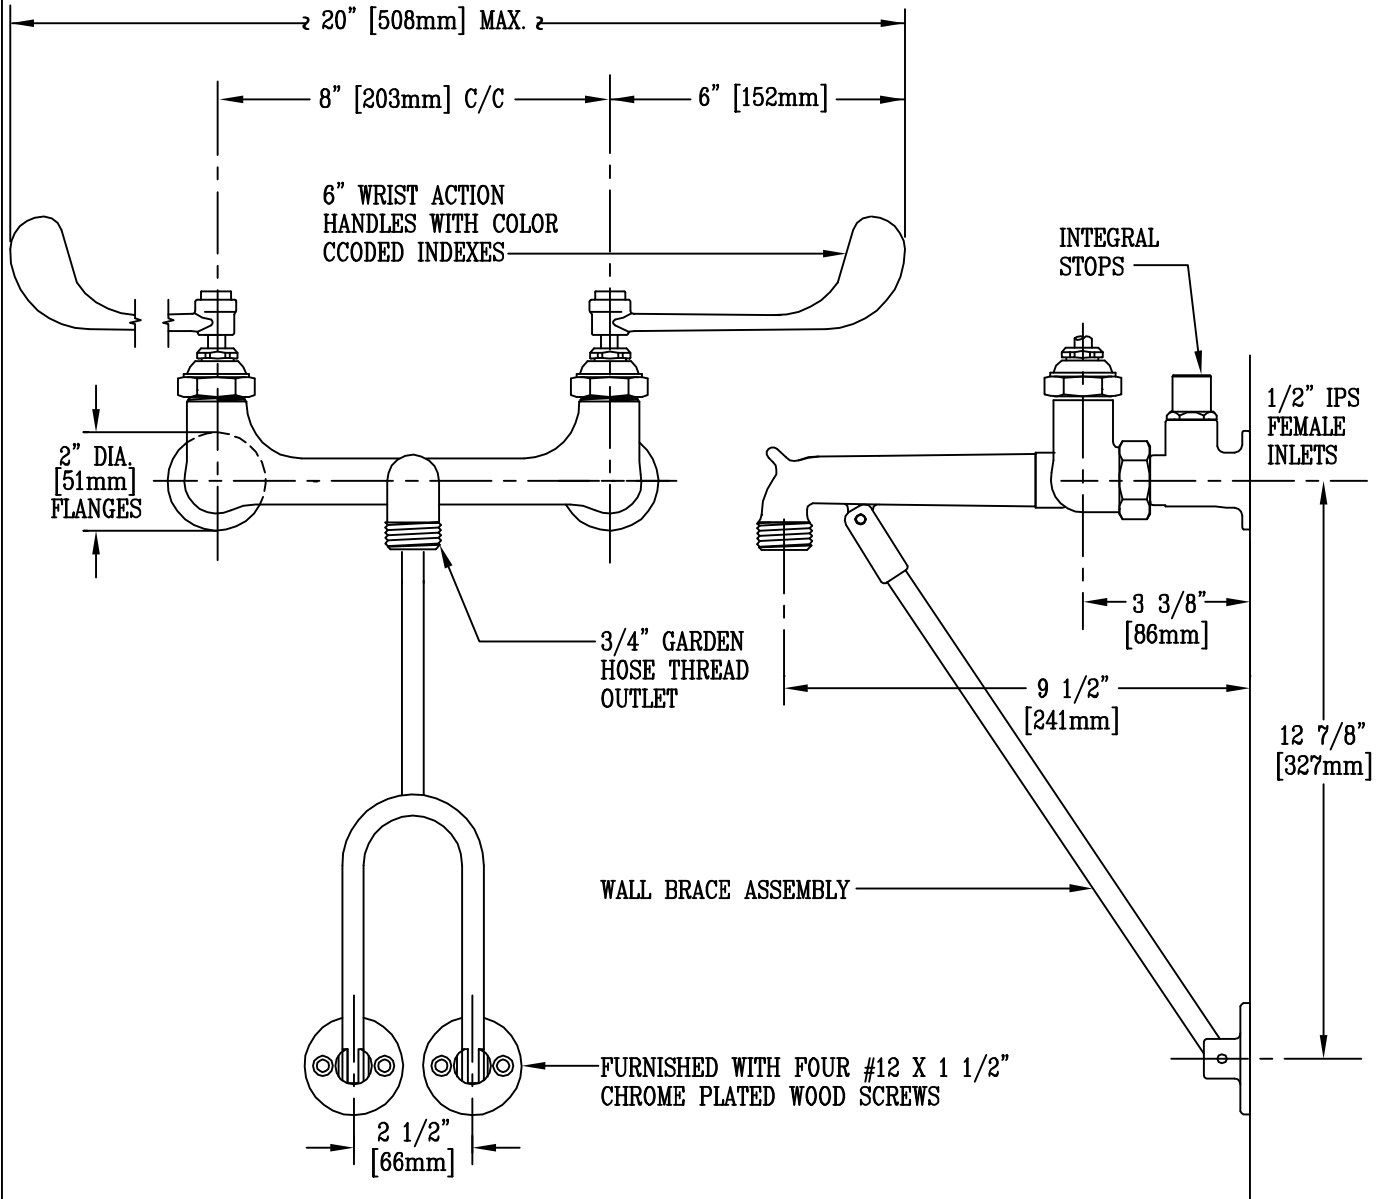 20” [508mm] MAX.
8” [203mm] C/C
6” [152mm]
6” WRIST ACTION
HANDLES WITH COLOR
CCODED INDEXES
INTEGRAL
STOPS
1/2” IPS
FEMALE
INLETS
2” DIA.
[51mm]
FLANGES
3 3/8”
[86mm]
3/4” GARDEN
HOSE THREAD
OUTLET
9 1/2”
[241mm]
12 7/8”
[327mm]
WALL BRACE ASSEMBLY
FURNISHED WITH FOUR #12 X 1 1/2”
CHROME PLATED WOOD SCREWS
2 1/2”
[66mm]